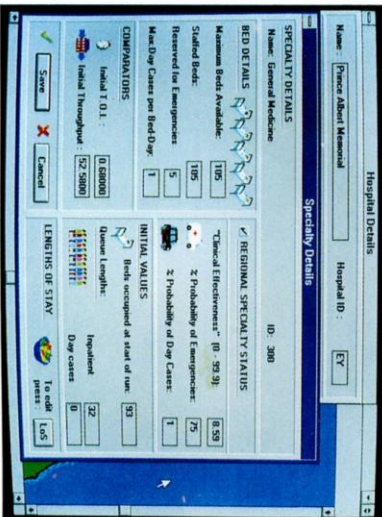 Hospital Details
Name: Prince Albert Memorial
Hospital ID: EY
Specialty Details
SPECIALTY DETAILS
Name: General Medicine
ID: 300
BED DETAILS
Maximum Beds Available: 105
Staffed Beds: 105
Reserved for Emergencies: 5
Max.Day Cases per Bed-Day: 1
REGIONAL SPECIALTY STATUS
"Clinical Effectiveness" (0 - 99.9): 8.59
% Probability of Emergencies: 75
% Probability of Day Cases: 1
COMPARATORS
Initial T.O.I.: 0.68000
Initial Throughput: 52.5800
INITIAL VALUES
Beds occupied at start of run: 93
Queue Lengths:
Inpatient 32
Day cases 0
Save
Cancel
LENGTHS OF STAY
To edit press: LoS